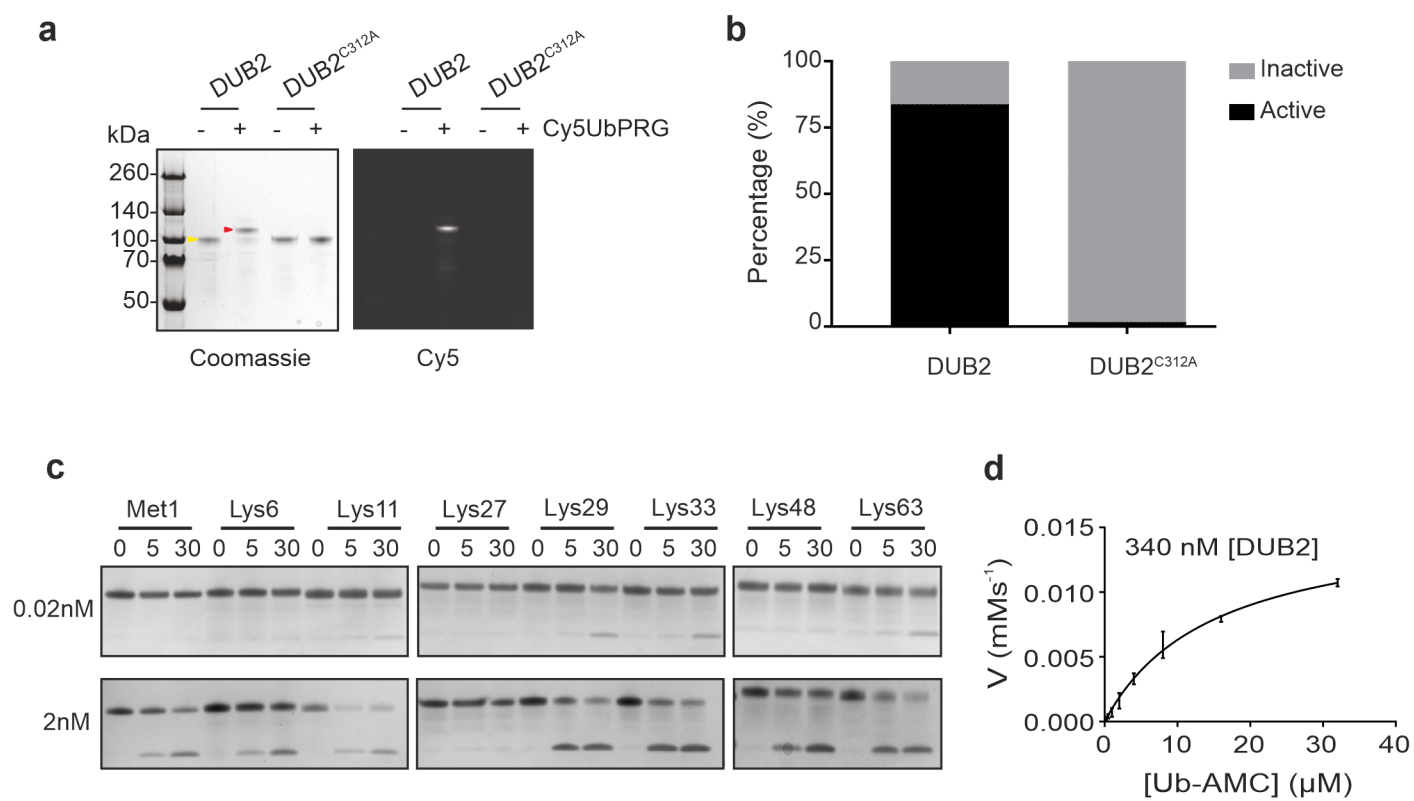 a
DUB2 DUB2C312A DUB2 DUB2C312A
kDa - + - + - + - + Cy5UbPRG
260
140
100
70
50
Coomassie Cy5
b
Percentage (%)
100
75
50
25
0
DUB2 DUB2C312A
Inactive
Active
c
Met1 Lys6 Lys11 Lys27 Lys29 Lys33 Lys48 Lys63
0 5 30 0 5 30 0 5 30 0 5 30 0 5 30 0 5 30 0 5 30 0 5 30
0.02nM
2nM
d
340 nM [DUB2]
V (mMs-1)
0.015
0.010
0.005
0.000
0 10 20 30 40
[Ub-AMC] (µM)